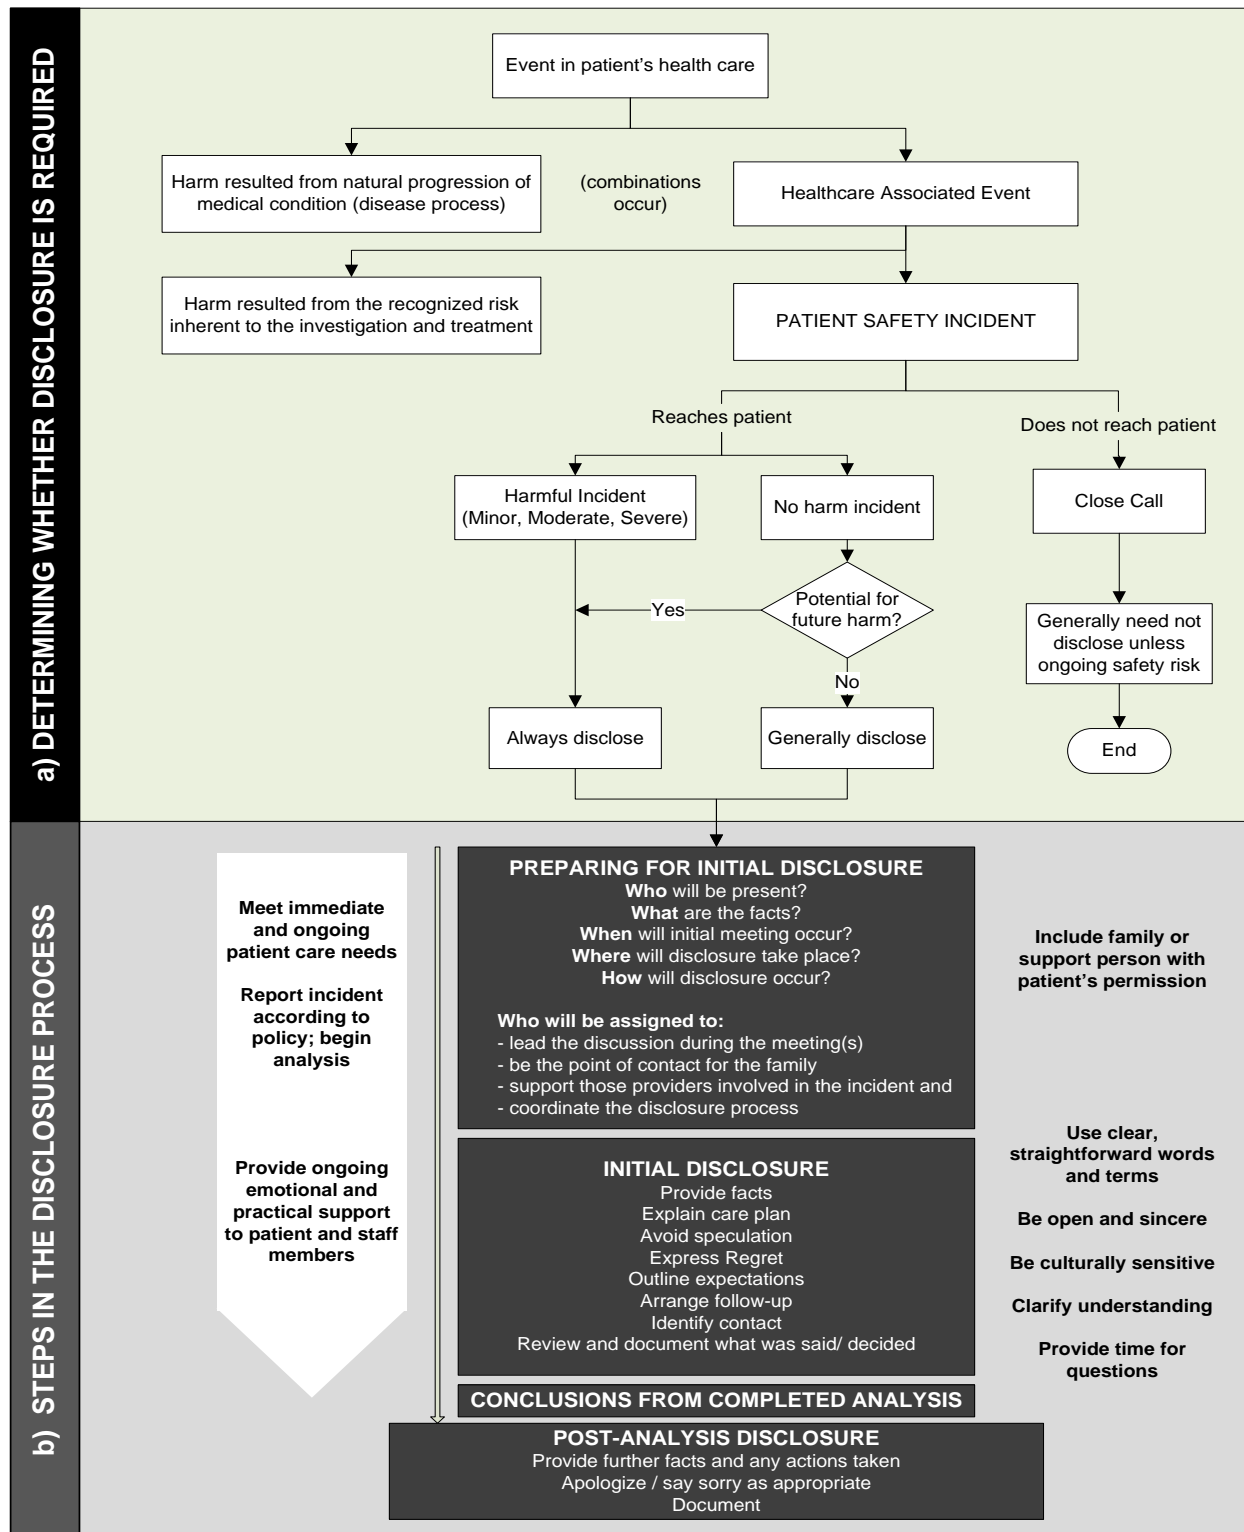 a) DETERMINING WHETHER DISCLOSURE IS REQUIRED
Event in patient's health care
Harm resulted from natural progression of
medical condition (disease process)
(combinations
occur)
Healthcare Associated Event
Harm resulted from the recognized risk
inherent to the investigation and treatment
PATIENT SAFETY INCIDENT
Reaches patient
Does not reach patient
Harmful Incident
(Minor, Moderate, Severe)
No harm incident
Close Call
Potential for
future harm?
Yes
No
Generally need not
disclose unless
ongoing safety risk
Always disclose
Generally disclose
End
b) STEPS IN THE DISCLOSURE PROCESS
Meet immediate
and ongoing
patient care needs
Report incident
according to
policy; begin
analysis
Provide ongoing
emotional and
practical support
to patient and staff
members
PREPARING FOR INITIAL DISCLOSURE
Who will be present?
What are the facts?
When will initial meeting occur?
Where will disclosure take place?
How will disclosure occur?
Who will be assigned to:
- lead the discussion during the meeting(s)
- be the point of contact for the family
- support those providers involved in the incident and
- coordinate the disclosure process
INITIAL DISCLOSURE
Provide facts
Explain care plan
Avoid speculation
Express Regret
Outline expectations
Arrange follow-up
Identify contact
Review and document what was said/ decided
CONCLUSIONS FROM COMPLETED ANALYSIS
POST-ANALYSIS DISCLOSURE
Provide further facts and any actions taken
Apologize / say sorry as appropriate
Document
Include family or
support person with
patient's permission
Use clear,
straightforward words
and terms
Be open and sincere
Be culturally sensitive
Clarify understanding
Provide time for
questions